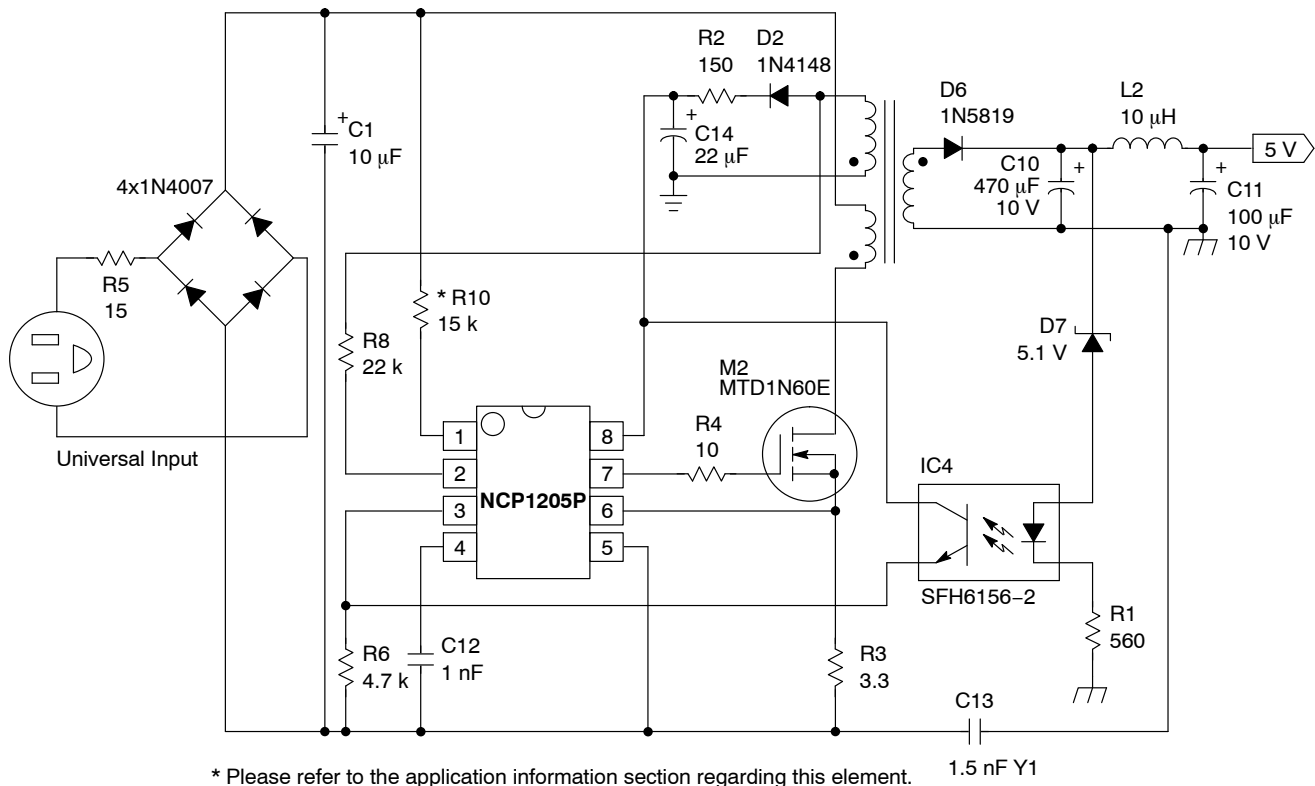 R2
150
D2
1N4148
D6
1N5819
L2
10 μH
+
C1
10 μF
+
C14
22 μF
C10
470 μF
10 V
+
5 V
+
C11
100 μF
10 V
4x1N4007
R5
15
* R10
15 k
R8
22 k
D7
5.1 V
M2
MTD1N60E
R4
10
Universal Input
1
2
3
4
NCP1205P
8
7
6
5
IC4
SFH6156−2
R1
560
R6
4.7 k
C12
1 nF
R3
3.3
C13
1.5 nF Y1
* Please refer to the application information section regarding this element.